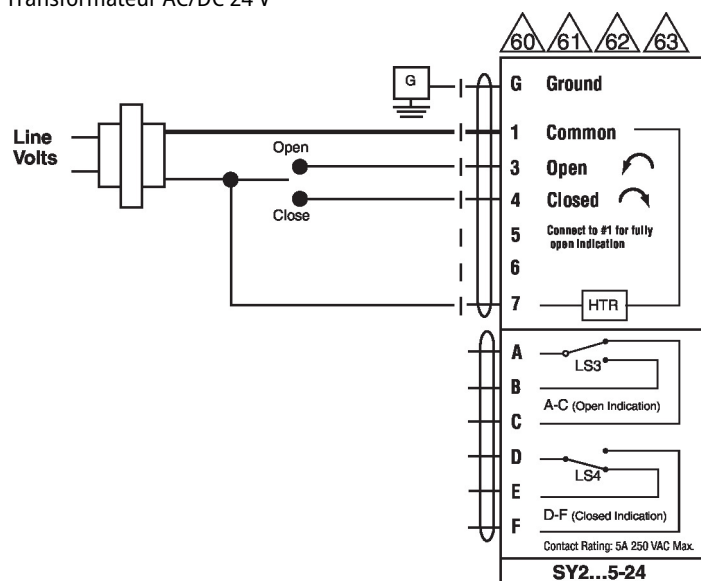 Transformateur AC/DC 24 V
60 61 62 63
G
G Ground
Line
Volts
1 Common
Open
3 Open
4 Closed
Close
5 Connect to #1 for fully
open indication
6
7 HTR
A
LS3
B
A-C (Open Indication)
C
D
LS4
E
D-F (Closed Indication)
F
Contact Rating: 5A 250 VAC Max.
SY2...5-24